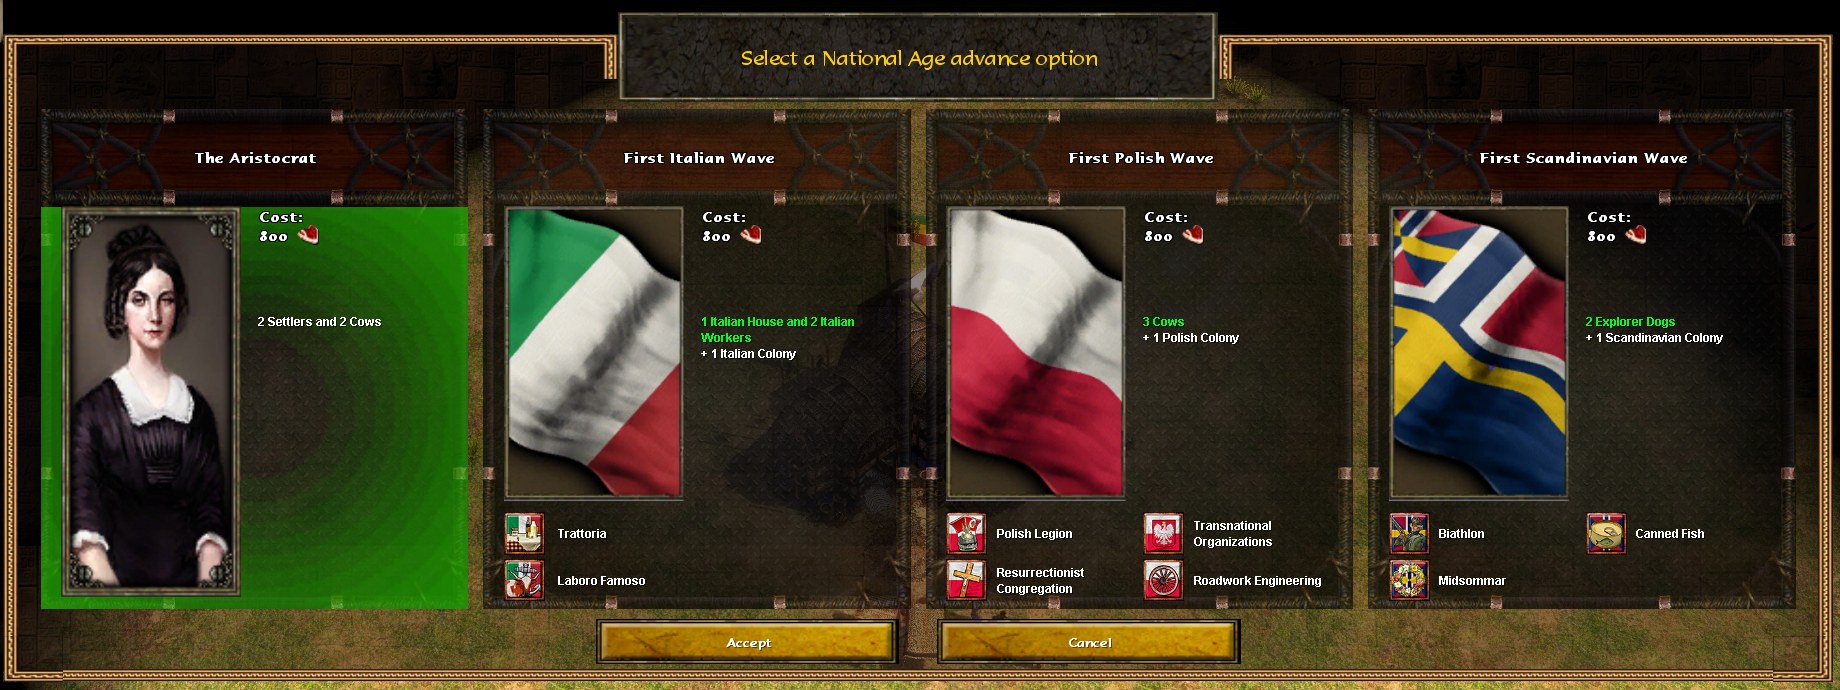 Select a National Age advance option
The Aristocrat
Cost:
800
2 Settlers and 2 Cows
First Italian Wave
Cost:
800
1 Italian House and 2 Italian
Workers
+ 1 Italian Colony
Trattoria
Laboro Famoso
First Polish Wave
Cost:
800
3 Cows
+ 1 Polish Colony
Polish Legion
Transnational
Organizations
Resurrectionist
Congregation
Roadwork Engineering
First Scandinavian Wave
Cost:
800
2 Explorer Dogs
+ 1 Scandinavian Colony
Biathlon
Canned Fish
Midsommar
Accept
Cancel